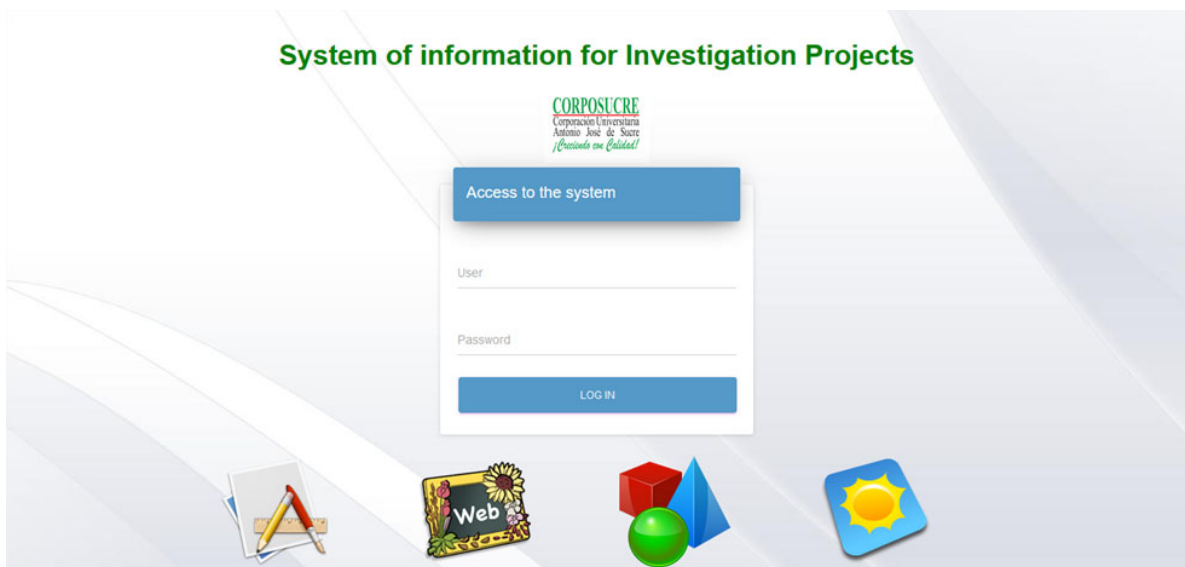 System of information for Investigation Projects
CORPOSUCRE
Corporación Universitaria
Antonio José de Sucre
¡Creciendo con Calidad!
Access to the system
User
Password
LOG IN
Web